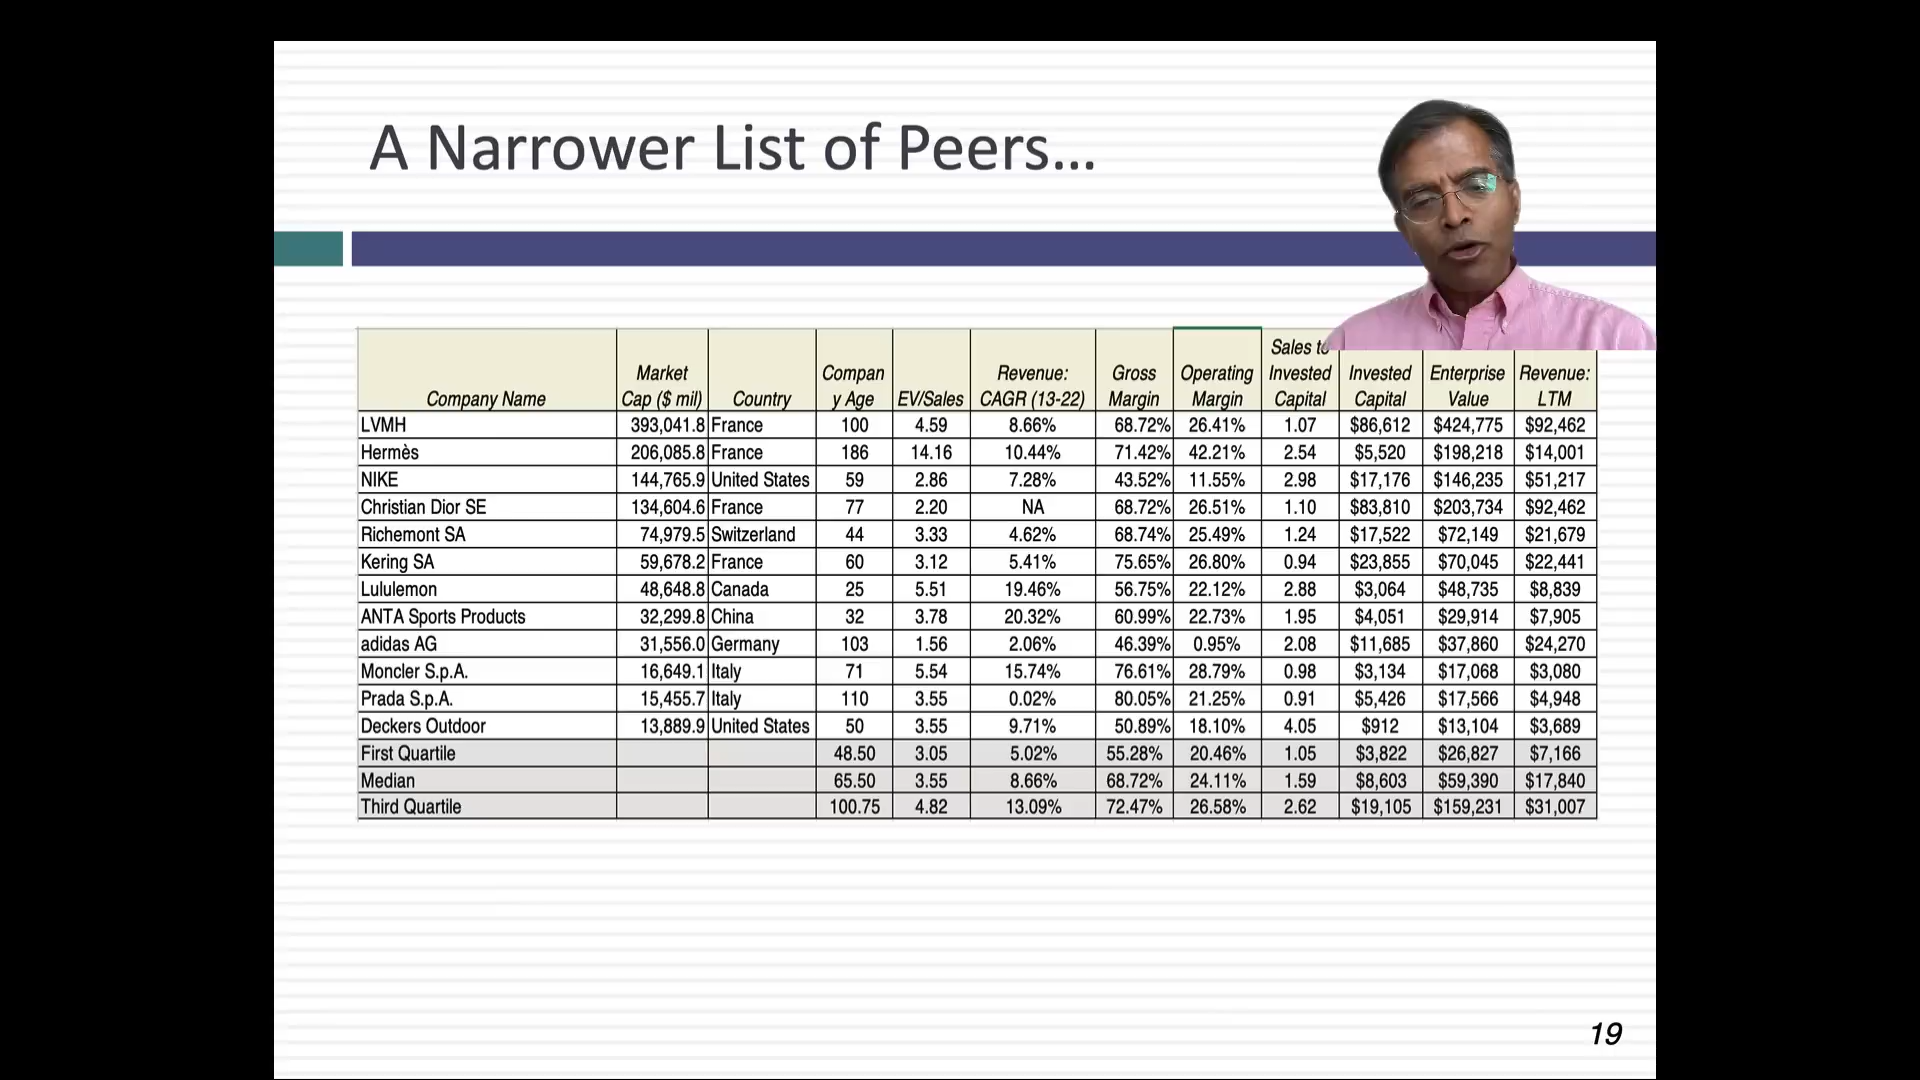 A Narrower List of Peers...
Company Name Market Cap ($ mil) Country Company Age EV/Sales Revenue: CAGR (13-22) Gross Margin Operating Margin Sales to Invested Capital Invested Capital Enterprise Value Revenue: LTM
LVMH 393,041.8 France 100 4.59 8.66% 68.72% 26.41% 1.07 $86,612 $424,775 $92,462
Hermès 206,085.8 France 186 14.16 10.44% 71.42% 42.21% 2.54 $5,520 $198,218 $14,001
NIKE 144,765.9 United States 59 2.86 7.28% 43.52% 11.55% 2.98 $17,176 $146,235 $51,217
Christian Dior SE 134,604.6 France 77 2.20 NA 68.72% 26.51% 1.10 $83,810 $203,734 $92,462
Richemont SA 74,979.5 Switzerland 44 3.33 4.62% 68.74% 25.49% 1.24 $17,522 $72,149 $21,679
Kering SA 59,678.2 France 60 3.12 5.41% 75.65% 26.80% 0.94 $23,855 $70,045 $22,441
Lululemon 48,648.8 Canada 25 5.51 19.46% 56.75% 22.12% 2.88 $3,064 $48,735 $8,839
ANTA Sports Products 32,299.8 China 32 3.78 20.32% 60.99% 22.73% 1.95 $4,051 $29,914 $7,905
adidas AG 31,556.0 Germany 103 1.56 2.06% 46.39% 0.95% 2.08 $11,685 $37,860 $24,270
Moncler S.p.A. 16,649.1 Italy 71 5.54 15.74% 76.61% 28.79% 0.98 $3,134 $17,068 $3,080
Prada S.p.A. 15,455.7 Italy 110 3.55 0.02% 80.05% 21.25% 0.91 $5,426 $17,566 $4,948
Deckers Outdoor 13,889.9 United States 50 3.55 9.71% 50.89% 18.10% 4.05 $912 $13,104 $3,689
First Quartile 48.50 3.05 5.02% 55.28% 20.46% 1.05 $3,822 $26,827 $7,166
Median 65.50 3.55 8.66% 68.72% 24.11% 1.59 $8,603 $59,390 $17,840
Third Quartile 100.75 4.82 13.09% 72.47% 26.58% 2.62 $19,105 $159,231 $31,007
19